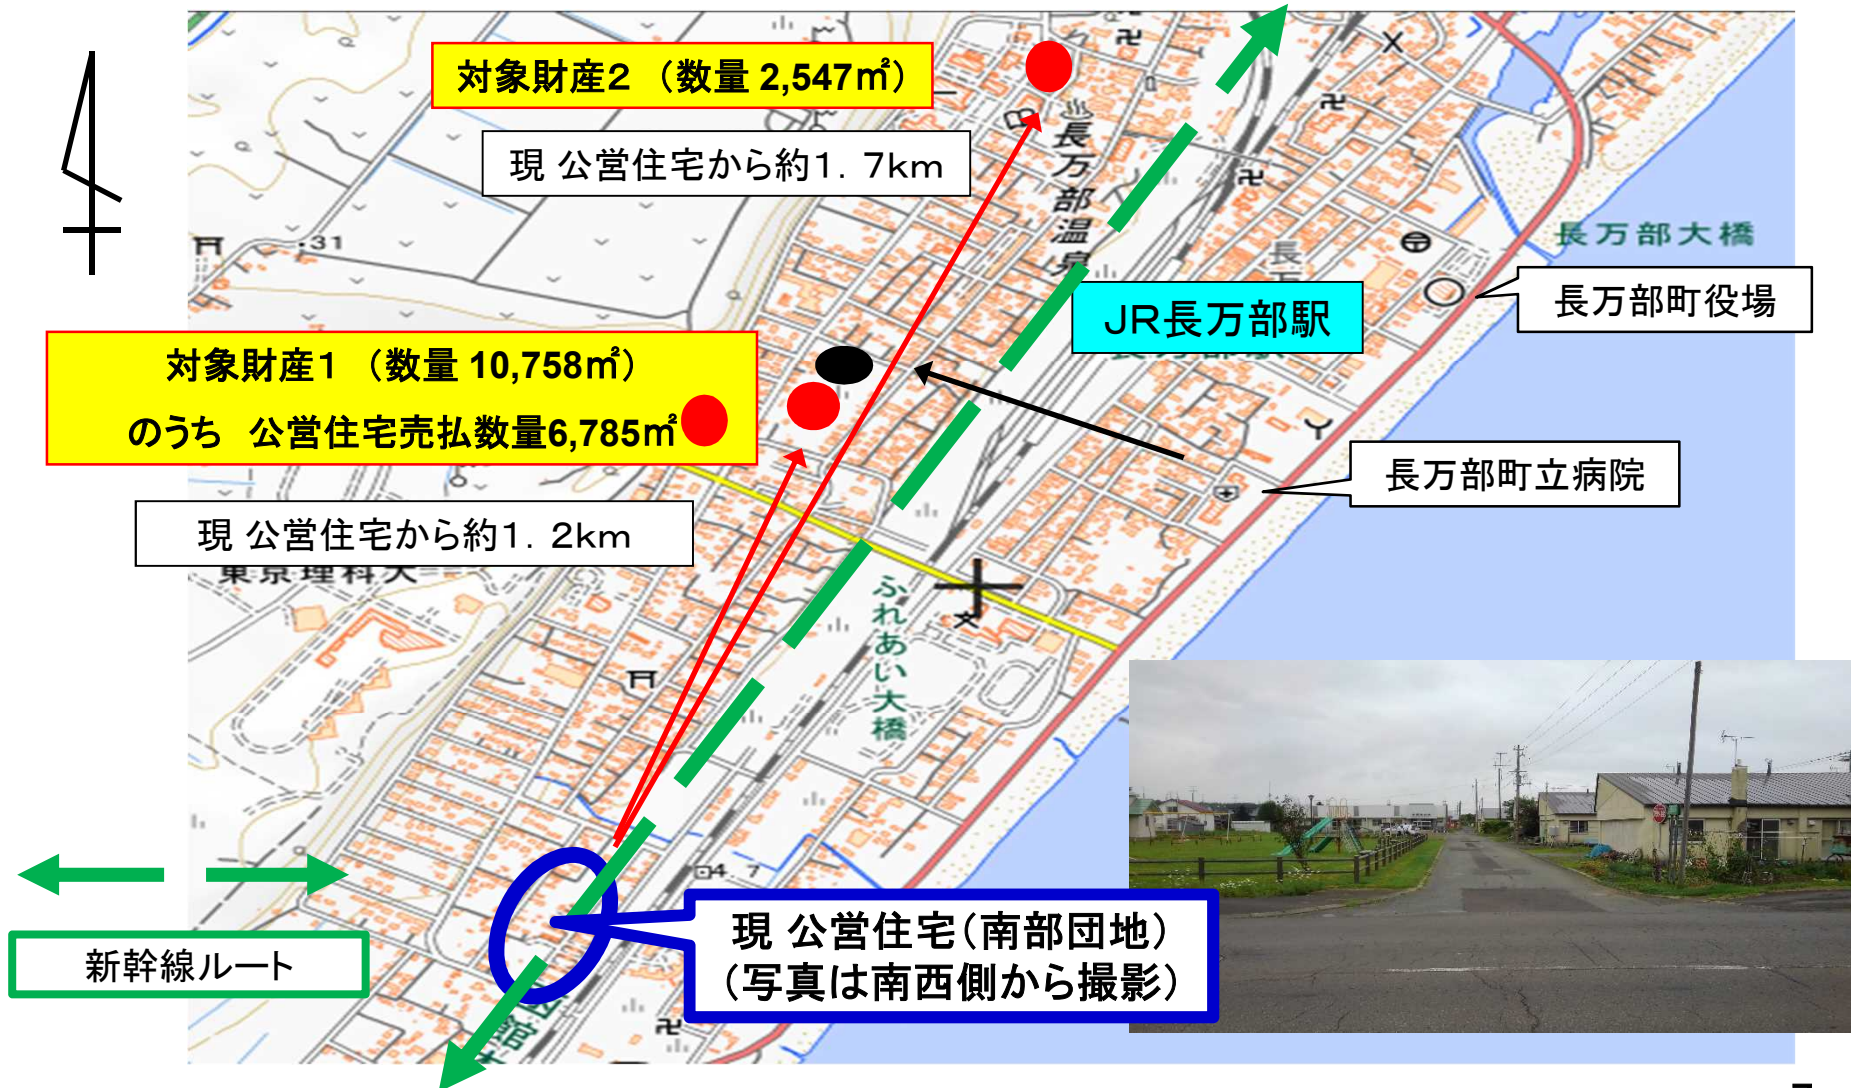 対象財産2 (数量 2,547㎡)
現 公営住宅から約1.7km
長万部温泉
31
長万部大橋
JR長万部駅
長万部町役場
対象財産1 (数量 10,758㎡)
のうち 公営住宅売払数量6,785㎡
長万部町立病院
現 公営住宅から約1.2km
東京理科大
ふれあい大橋
4.7
現 公営住宅(南部団地)
(写真は南西側から撮影)
新幹線ルート